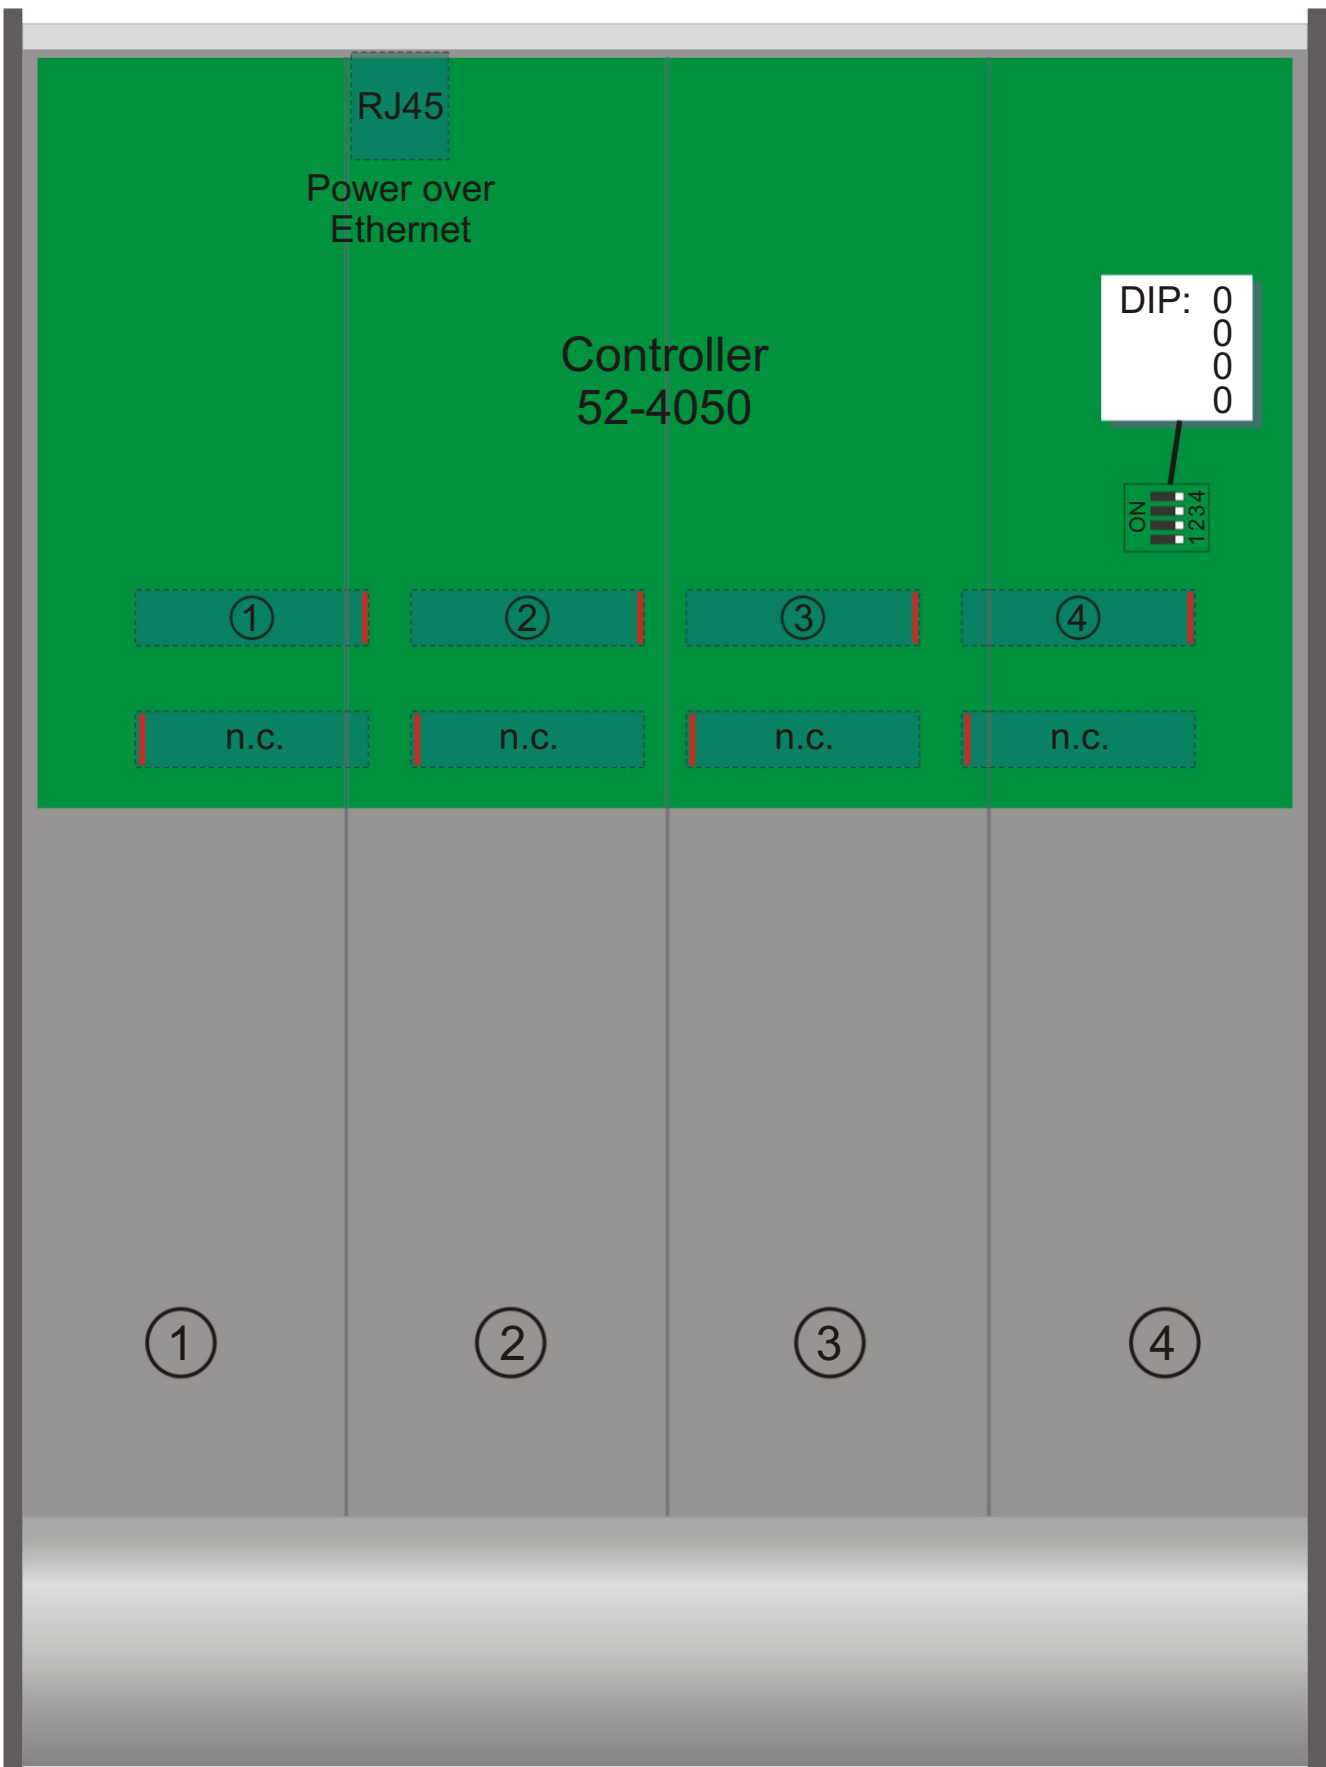 RJ45
Power over
Ethernet
DIP: 0
0
0
0
Controller
52-4050
ON
1234
① ② ③ ④
n.c. n.c. n.c. n.c.
① ② ③ ④